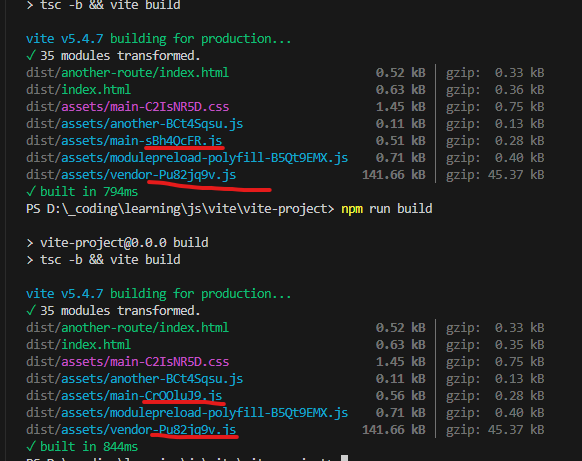 > tsc -b && vite build
vite v5.4.7 building for production...
✓ 35 modules transformed.
dist/another-route/index.html 0.52 kB │ gzip: 0.33 kB
dist/index.html 0.63 kB │ gzip: 0.36 kB
dist/assets/main-C2IsNR5D.css 1.45 kB │ gzip: 0.75 kB
dist/assets/another-BCt4Sqsu.js 0.11 kB │ gzip: 0.13 kB
dist/assets/main-sBh4QcFR.js 0.51 kB │ gzip: 0.28 kB
dist/assets/modulepreload-polyfill-B5Qt9EMX.js 0.71 kB │ gzip: 0.40 kB
dist/assets/vendor-Pu82jq9v.js 141.66 kB │ gzip: 45.37 kB
✓ built in 794ms
PS D:\_coding\learning\js\vite\vite-project> npm run build
> vite-project@0.0.0 build
> tsc -b && vite build
vite v5.4.7 building for production...
✓ 35 modules transformed.
dist/another-route/index.html 0.52 kB │ gzip: 0.33 kB
dist/index.html 0.63 kB │ gzip: 0.35 kB
dist/assets/main-C2IsNR5D.css 1.45 kB │ gzip: 0.75 kB
dist/assets/another-BCt4Sqsu.js 0.11 kB │ gzip: 0.13 kB
dist/assets/main-CrOOluJ9.js 0.56 kB │ gzip: 0.28 kB
dist/assets/modulepreload-polyfill-B5Qt9EMX.js 0.71 kB │ gzip: 0.40 kB
dist/assets/vendor-Pu82jq9v.js 141.66 kB │ gzip: 45.37 kB
✓ built in 844ms